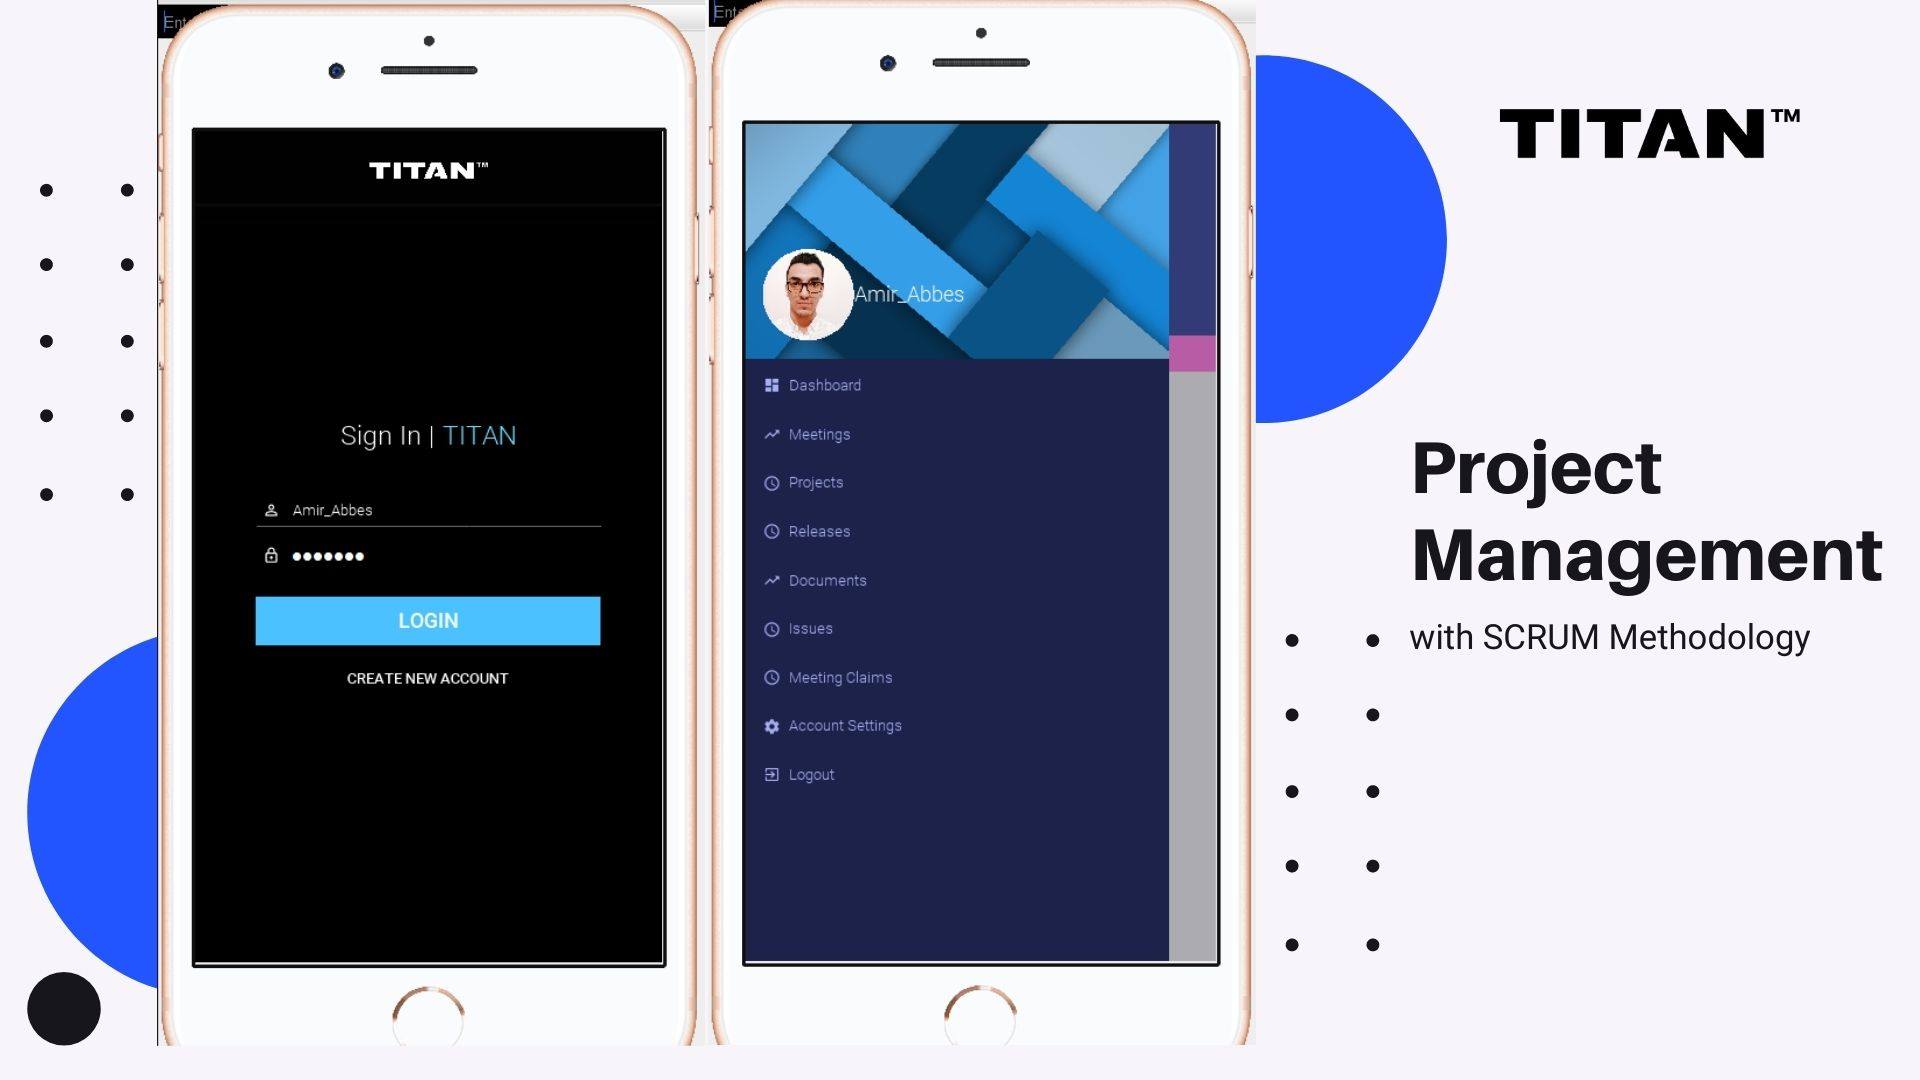 Ent
TITAN™
Sign In | TITAN
Amir_Abbes
LOGIN
CREATE NEW ACCOUNT
Ent
Amir_Abbes
Dashboard
Meetings
Projects
Releases
Documents
Issues
Meeting Claims
Account Settings
Logout
TITAN™
Project
Management
with SCRUM Methodology